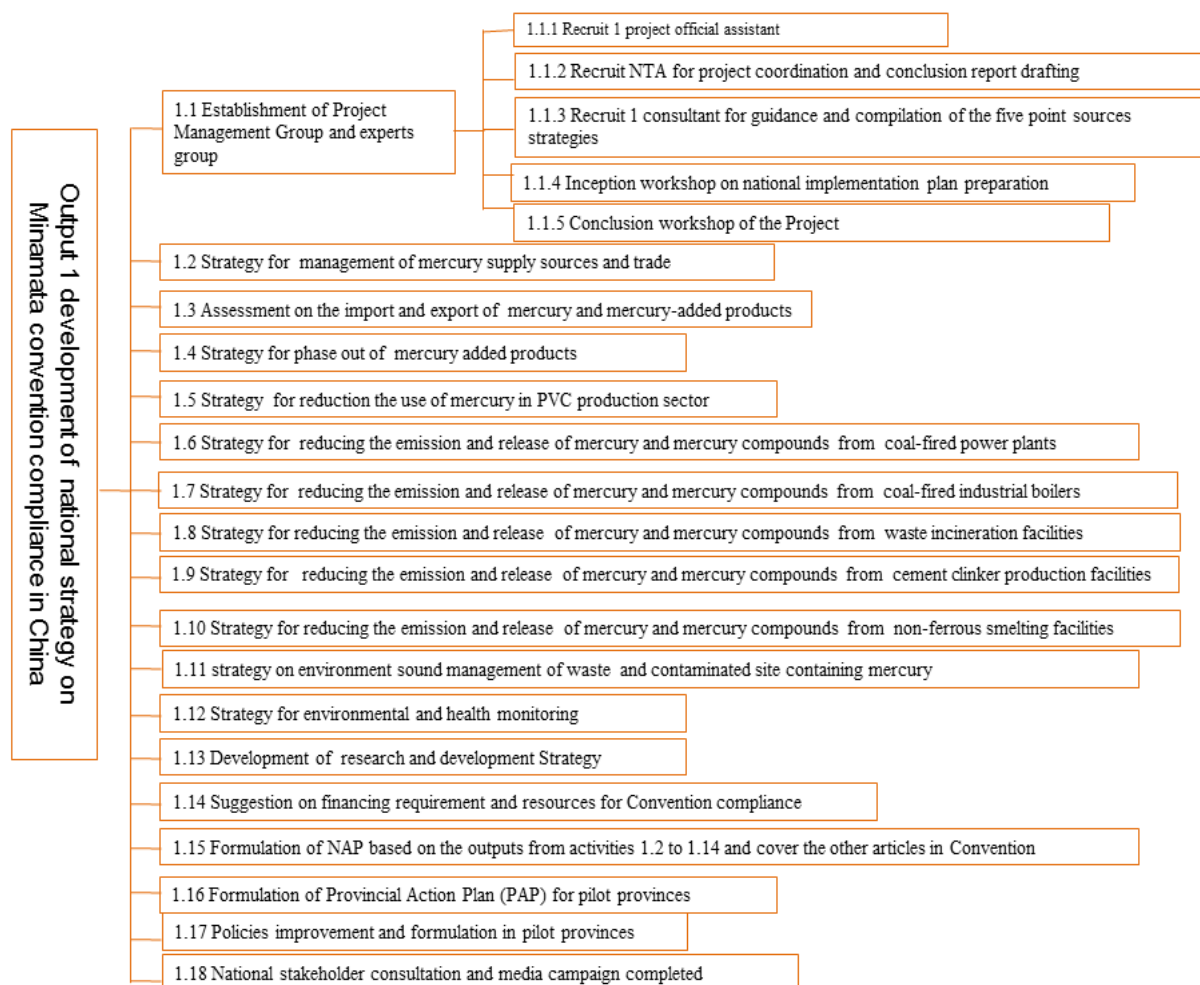 Output 1 development of national strategy on
Minamata convention compliance in China
1.1 Establishment of Project
Management Group and experts
group
1.1.1 Recruit 1 project official assistant
1.1.2 Recruit NTA for project coordination and conclusion report drafting
1.1.3 Recruit 1 consultant for guidance and compilation of the five point sources
strategies
1.1.4 Inception workshop on national implementation plan preparation
1.1.5 Conclusion workshop of the Project
1.2 Strategy for management of mercury supply sources and trade
1.3 Assessment on the import and export of mercury and mercury-added products
1.4 Strategy for phase out of mercury added products
1.5 Strategy for reduction the use of mercury in PVC production sector
1.6 Strategy for reducing the emission and release of mercury and mercury compounds from coal-fired power plants
1.7 Strategy for reducing the emission and release of mercury and mercury compounds from coal-fired industrial boilers
1.8 Strategy for reducing the emission and release of mercury and mercury compounds from waste incineration facilities
1.9 Strategy for reducing the emission and release of mercury and mercury compounds from cement clinker production facilities
1.10 Strategy for reducing the emission and release of mercury and mercury compounds from non-ferrous smelting facilities
1.11 strategy on environment sound management of waste and contaminated site containing mercury
1.12 Strategy for environmental and health monitoring
1.13 Development of research and development Strategy
1.14 Suggestion on financing requirement and resources for Convention compliance
1.15 Formulation of NAP based on the outputs from activities 1.2 to 1.14 and cover the other articles in Convention
1.16 Formulation of Provincial Action Plan (PAP) for pilot provinces
1.17 Policies improvement and formulation in pilot provinces
1.18 National stakeholder consultation and media campaign completed